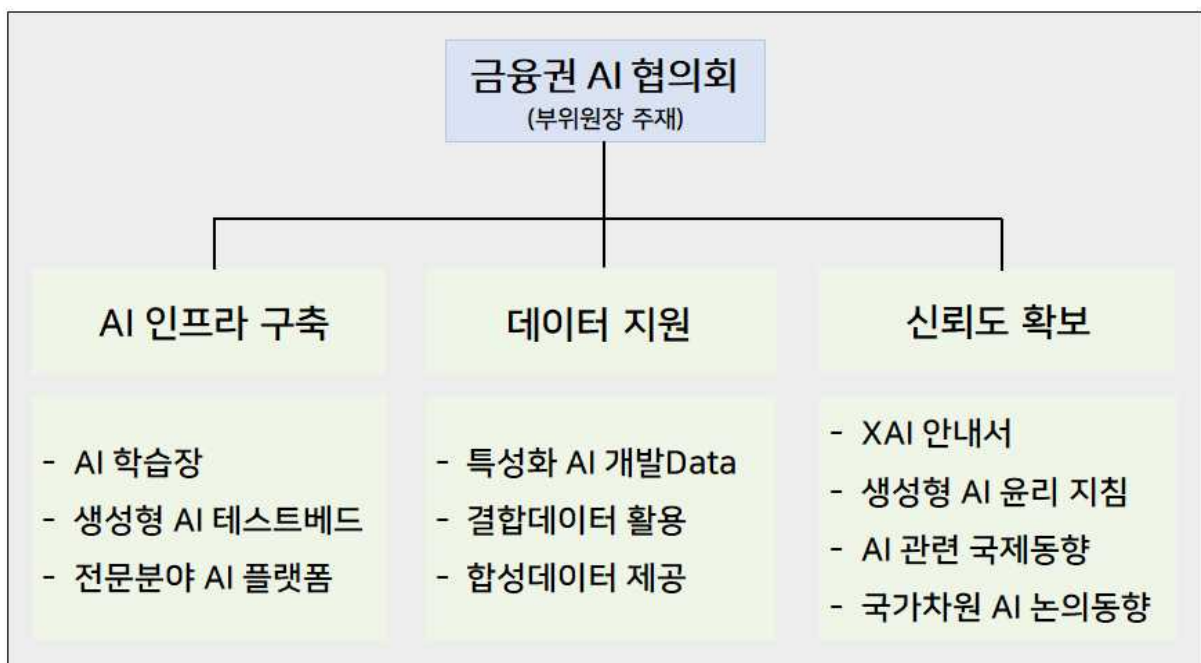 금융권 AI 협의회
(부위원장 주재)
AI 인프라 구축
- AI 학습장
- 생성형 AI 테스트베드
- 전문분야 AI 플랫폼
데이터 지원
- 특성화 AI 개발Data
- 결합데이터 활용
- 합성데이터 제공
신뢰도 확보
- XAI 안내서
- 생성형 AI 윤리 지침
- AI 관련 국제동향
- 국가차원 AI 논의동향